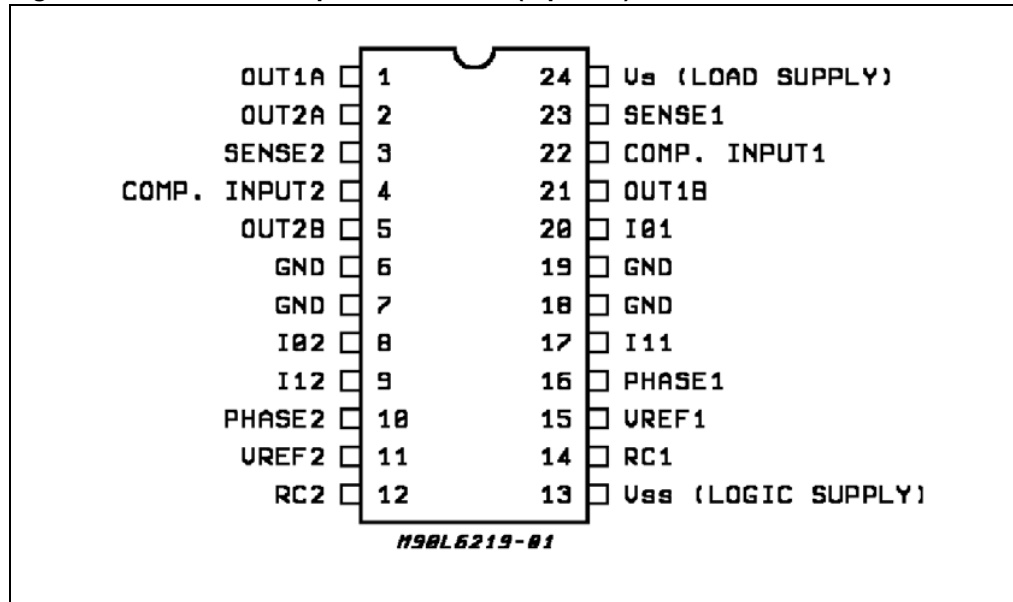 OUT1A 1 24 Vs (LOAD SUPPLY)
OUT2A 2 23 SENSE1
SENSE2 3 22 COMP. INPUT1
COMP. INPUT2 4 21 OUT1B
OUT2B 5 20 I01
GND 6 19 GND
GND 7 18 GND
I02 8 17 I11
I12 9 16 PHASE1
PHASE2 10 15 VREF1
VREF2 11 14 RC1
RC2 12 13 Vss (LOGIC SUPPLY)
M90L6219-01